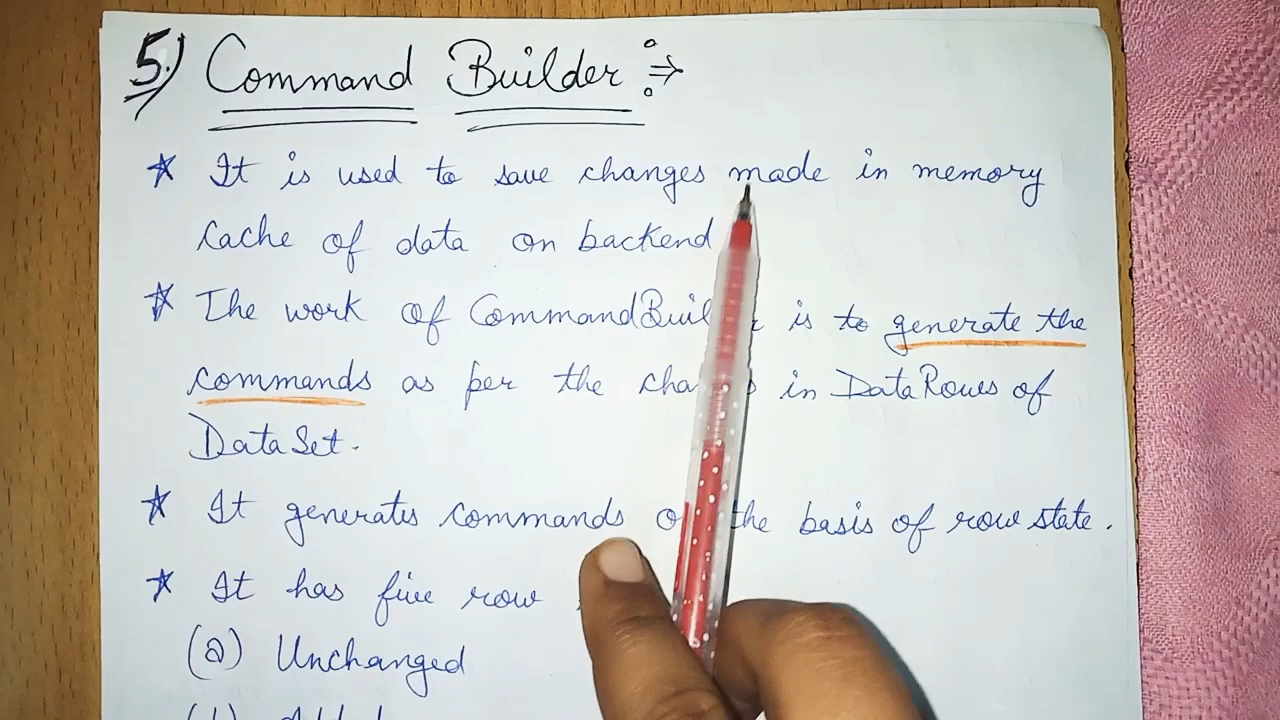 5.) Command Builder :⇒
★ It is used to save changes made in memory
cache of data on backend
★ The work of CommandBuilder is to generate the
commands as per the in DataRows of
DataSet.
★ It generates commands the basis of row state.
★ It has five row
(a) Unchanged